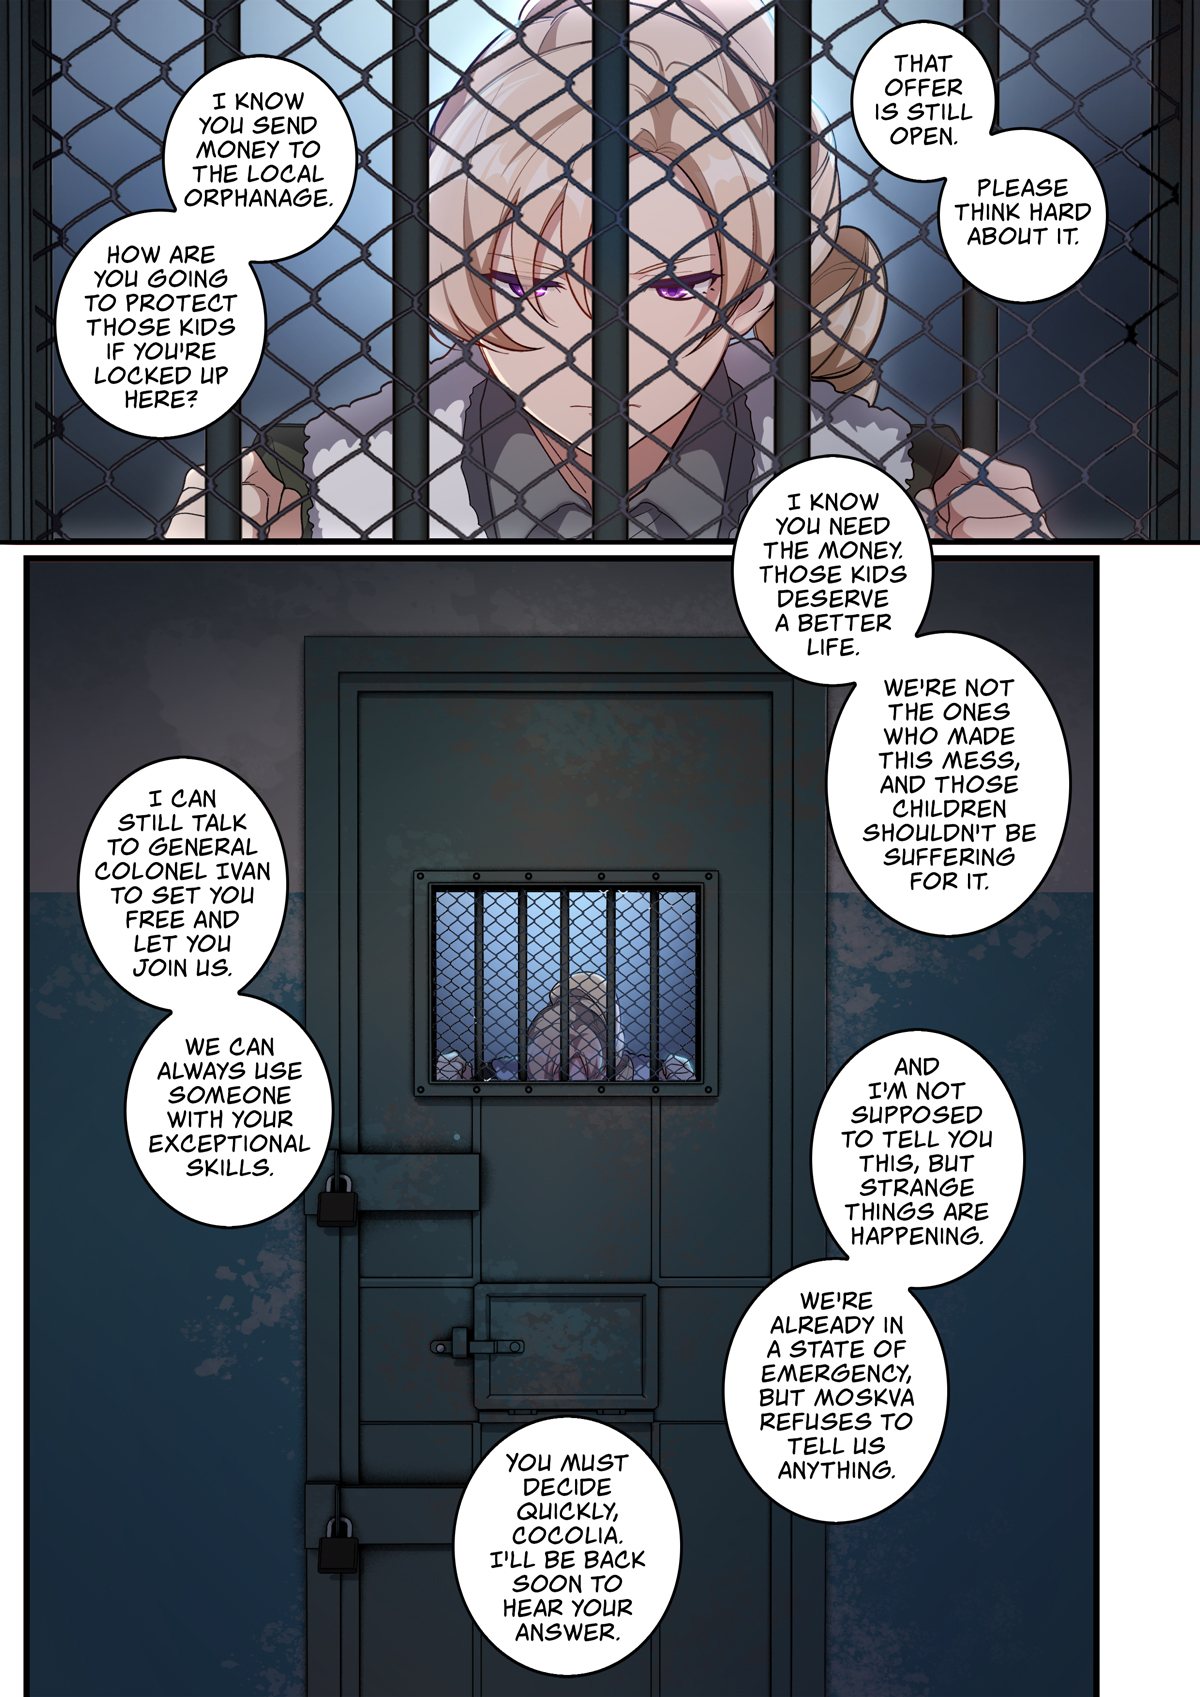 I KNOW
YOU SEND
MONEY TO
THE LOCAL
ORPHANAGE.
HOW ARE
YOU GOING
TO PROTECT
THOSE KIDS
IF YOU'RE
LOCKED UP
HERE?
THAT
OFFER
IS STILL
OPEN.
PLEASE
THINK HARD
ABOUT IT.
I KNOW
YOU NEED
THE MONEY.
THOSE KIDS
DESERVE
A BETTER
LIFE.
WE'RE NOT
THE ONES
WHO MADE
THIS MESS,
AND THOSE
CHILDREN
SHOULDN'T BE
SUFFERING
FOR IT.
I CAN
STILL TALK
TO GENERAL
COLONEL IVAN
TO SET YOU
FREE AND
LET YOU
JOIN US.
WE CAN
ALWAYS USE
SOMEONE
WITH YOUR
EXCEPTIONAL
SKILLS.
AND
I'M NOT
SUPPOSED
TO TELL YOU
THIS, BUT
STRANGE
THINGS ARE
HAPPENING.
WE'RE
ALREADY IN
A STATE OF
EMERGENCY,
BUT MOSKVA
REFUSES TO
TELL US
ANYTHING.
YOU MUST
DECIDE
QUICKLY,
COCOLIA.
I'LL BE BACK
SOON TO
HEAR YOUR
ANSWER.